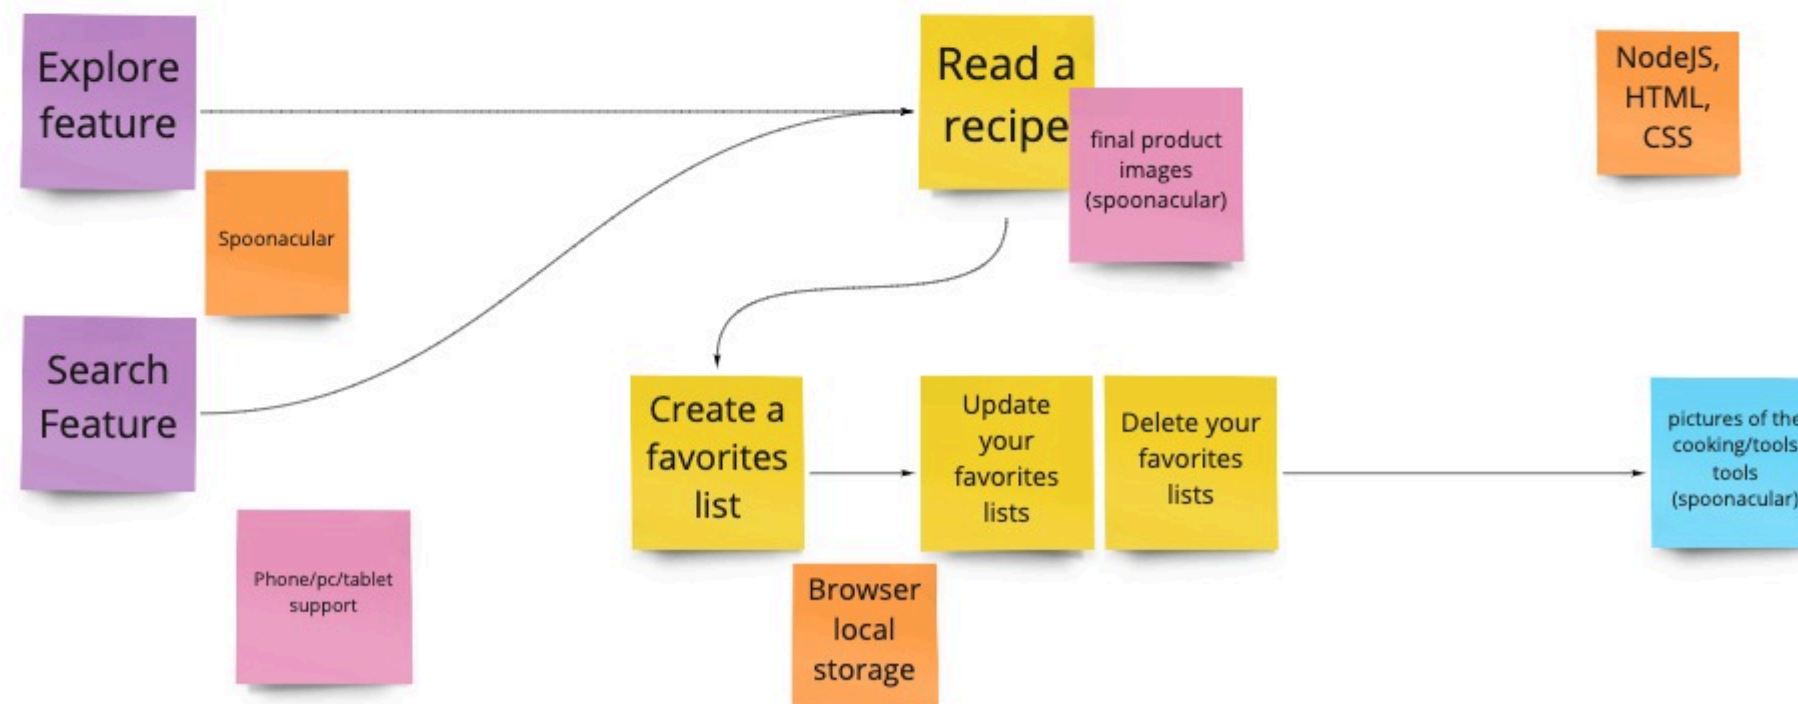 Explore
feature
Read a
recipe
NodeJS,
HTML,
CSS
final product
images
(spoonacular)
Spoonacular
Search
Feature
Create a
favorites
list
Update
your
favorites
lists
Delete your
favorites
lists
pictures of the
cooking/tools
tools
(spoonacular)
Phone/pc/tablet
support
Browser
local
storage